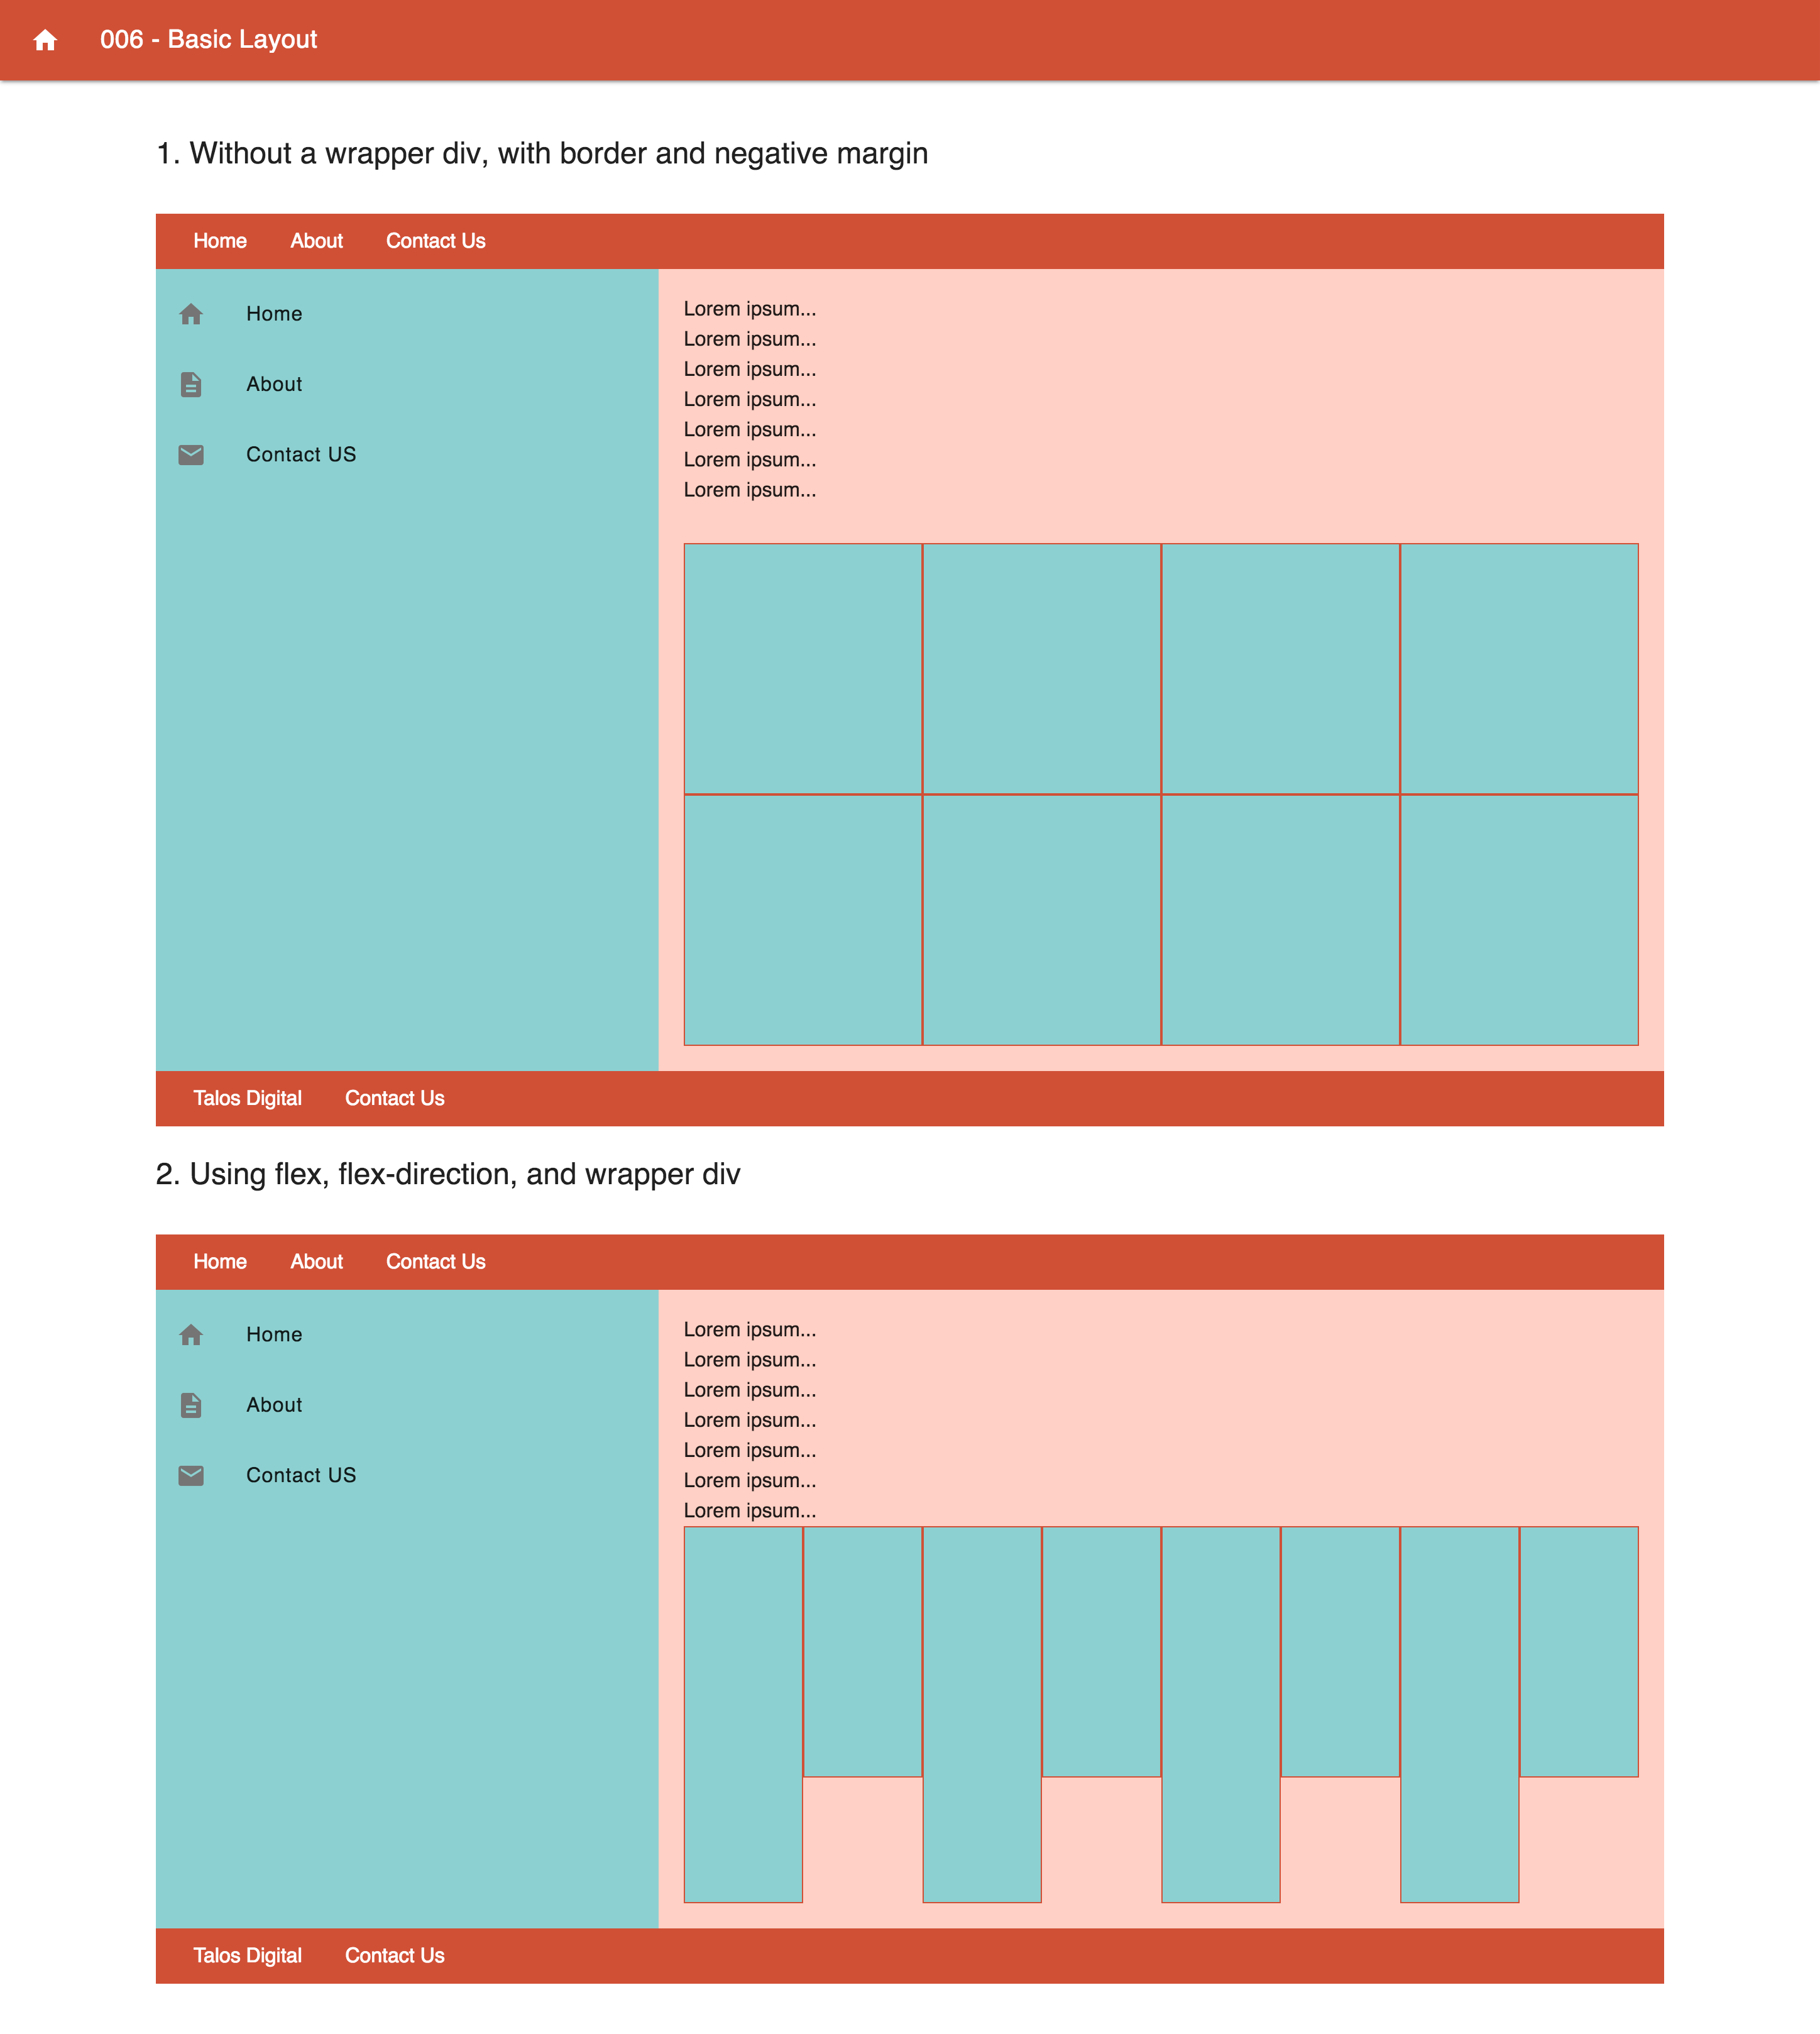 006 - Basic Layout
1. Without a wrapper div, with border and negative margin
Home About Contact Us
Home
About
Contact US
Lorem ipsum...
Lorem ipsum...
Lorem ipsum...
Lorem ipsum...
Lorem ipsum...
Lorem ipsum...
Lorem ipsum...
Talos Digital Contact Us
2. Using flex, flex-direction, and wrapper div
Home About Contact Us
Home
About
Contact US
Lorem ipsum...
Lorem ipsum...
Lorem ipsum...
Lorem ipsum...
Lorem ipsum...
Lorem ipsum...
Lorem ipsum...
Talos Digital Contact Us